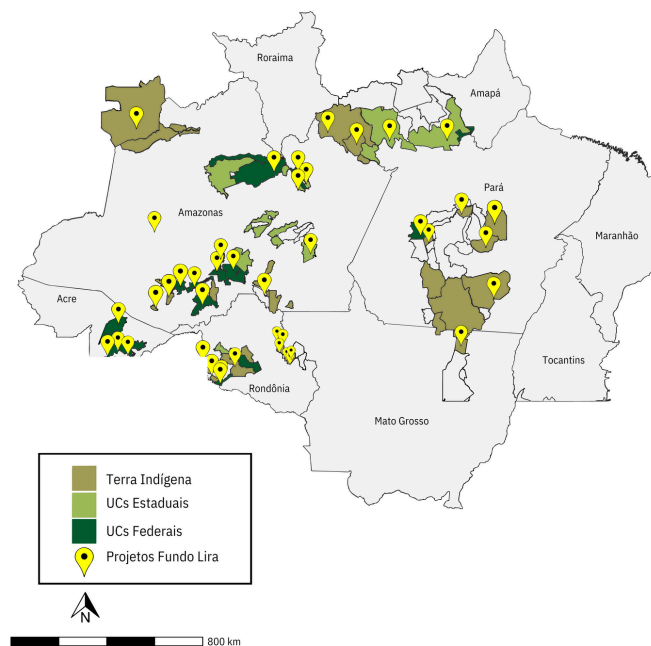 Roraima
Amapá
Amazonas
Pará
Maranhão
Acre
Rondônia
Tocantins
Mato Grosso
Terra Indígena
UCs Estaduais
UCs Federais
Projetos Fundo Lira
N
800 km